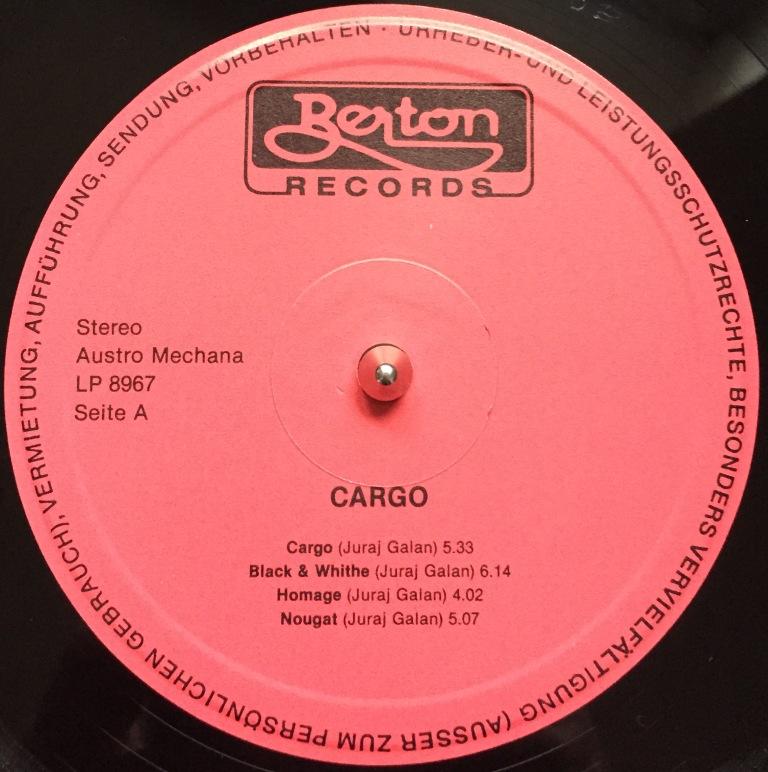 Berton
RECORDS
Stereo
Austro Mechana
LP 8967
Seite A
CARGO
Cargo (Juraj Galan) 5.33
Black & Whithe (Juraj Galan) 6.14
Homage (Juraj Galan) 4.02
Nougat (Juraj Galan) 5.07
URHEBER- UND LEISTUNGSSCHUTZRECHTE, BESONDERS VERVIELFÄLTIGUNG (AUSSER ZUM PERSÖNLICHEN GEBRAUCH), VERMIETUNG, AUFFÜHRUNG, SENDUNG, VORBEHALTEN ·